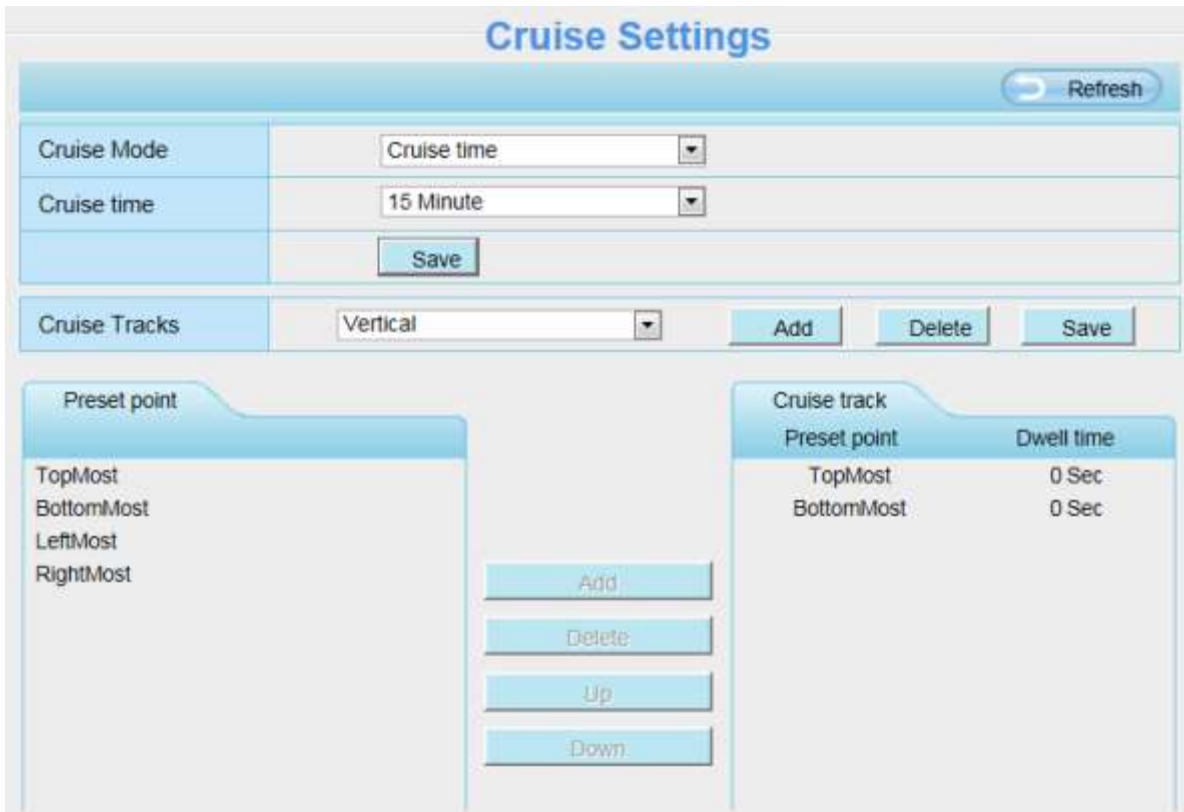 Cruise Settings
Refresh
Cruise Mode Cruise time
Cruise time 15 Minute
Save
Cruise Tracks Vertical Add Delete Save
Preset point
Cruise track
Preset point Dwell time
TopMost
BottomMost
LeftMost
RightMost
TopMost 0 Sec
BottomMost 0 Sec
Add
Delete
Up
Down